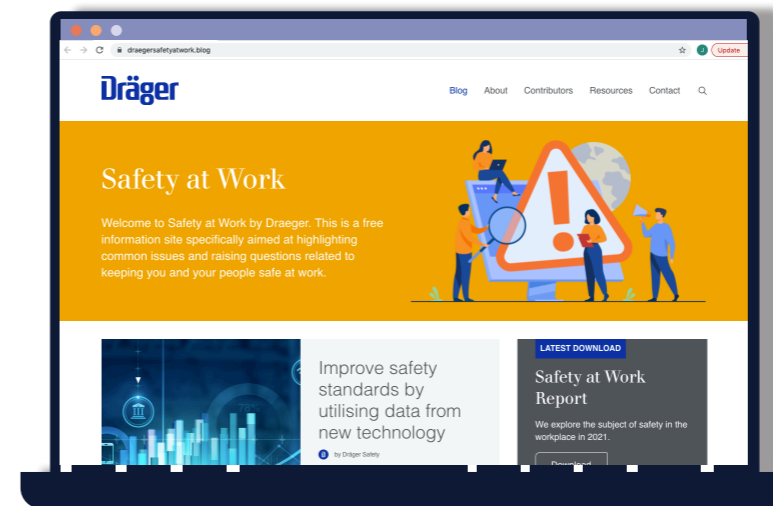 draegersafetyatwork.blog
J
Update
Dräger
Blog About Contributors Resources Contact
Safety at Work
Welcome to Safety at Work by Draeger. This is a free
information site specifically aimed at highlighting
common issues and raising questions related to
keeping you and your people safe at work.
78%
Improve safety
standards by
utilising data from
new technology
by Dräger Safety
LATEST DOWNLOAD
Safety at Work
Report
We explore the subject of safety in the
workplace in 2021.
Download